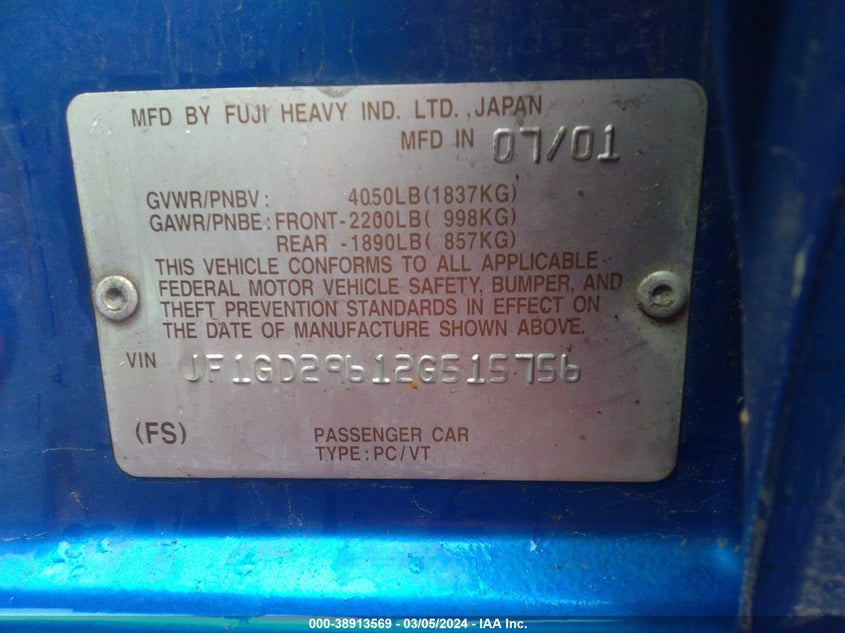 MFD BY FUJI HEAVY IND. LTD., JAPAN
MFD IN 07/01
GVWR/PNBV: 4050LB(1837KG)
GAWR/PNBE: FRONT-2200LB( 998KG)
REAR -1890LB( 857KG)
THIS VEHICLE CONFORMS TO ALL APPLICABLE
FEDERAL MOTOR VEHICLE SAFETY, BUMPER, AND
THEFT PREVENTION STANDARDS IN EFFECT ON
THE DATE OF MANUFACTURE SHOWN ABOVE.
VIN JF1GD29612G515756
(FS) PASSENGER CAR
TYPE: PC/VT
000-38913569 - 03/05/2024 - IAA Inc.